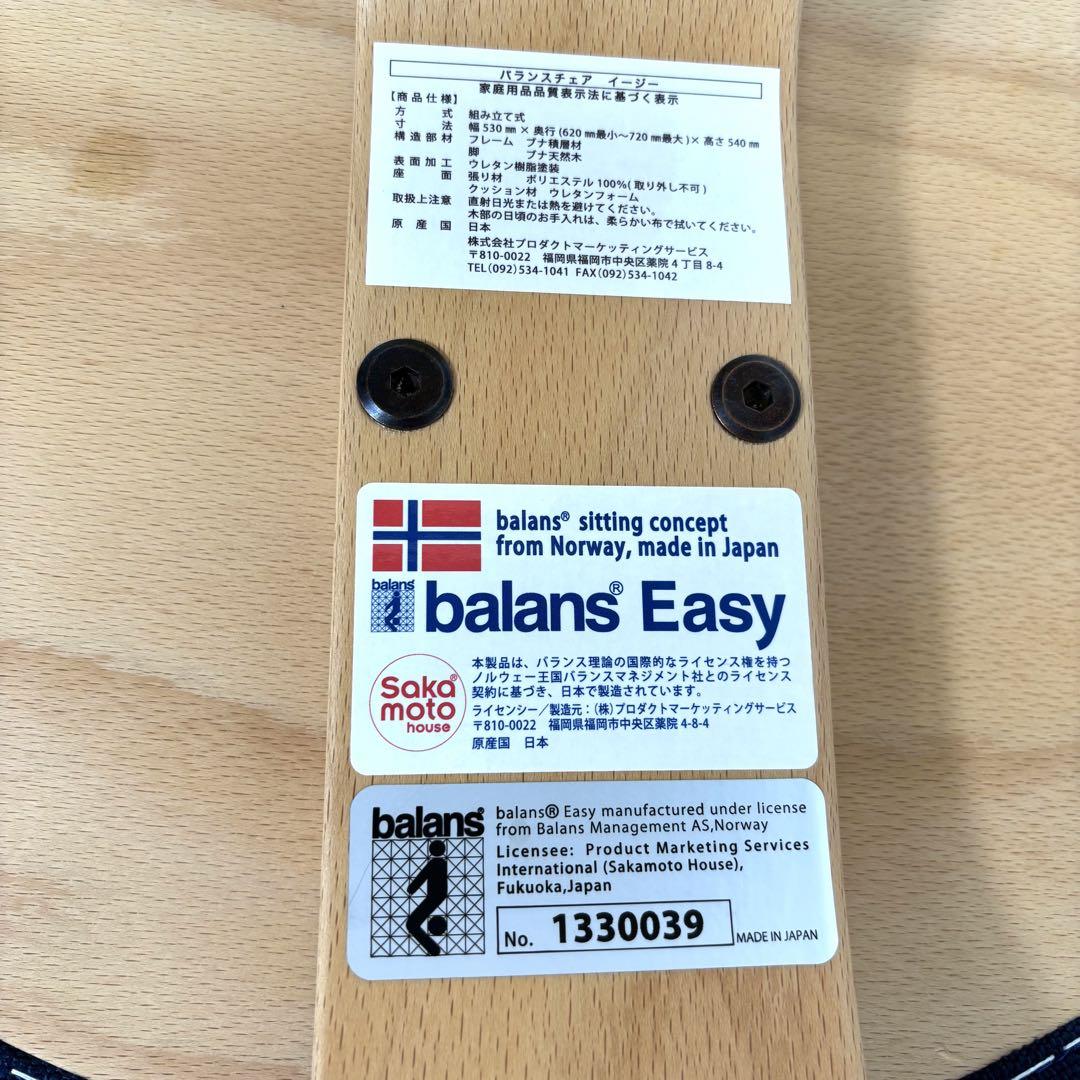 バランスチェア イージー
家庭用品品質表示法に基づく表示
【商品仕様】
方 式 組み立て式
寸 法 幅530㎜×奥行(620㎜最小～720㎜最大)×高さ540㎜
構造部材 フレーム ブナ積層材
脚 ブナ天然木
表面加工 ウレタン樹脂塗装
座 面 張り材 ポリエステル100%(取り外し不可)
クッション材 ウレタンフォーム
取扱上注意 直射日光または熱を避けてください。
木部の日頃のお手入れは、柔らかい布で拭いてください。
原産国 日本
株式会社プロダクトマーケッティングサービス
〒810-0022 福岡県福岡市中央区薬院4丁目8-4
TEL(092)534-1041 FAX(092)534-1042
balans® sitting concept
from Norway, made in Japan
balans
balans® Easy
Saka®
moto
house
本製品は、バランス理論の国際的なライセンス権を持つ
ノルウェー王国バランスマネジメント社とのライセンス
契約に基づき、日本で製造されています。
ライセンシー/製造元:(株)プロダクトマーケッティングサービス
〒810-0022 福岡県福岡市中央区薬院4-8-4
原産国 日本
balans®
balans® Easy manufactured under license
from Balans Management AS,Norway
Licensee: Product Marketing Services
International (Sakamoto House),
Fukuoka,Japan
No. 1330039
MADE IN JAPAN